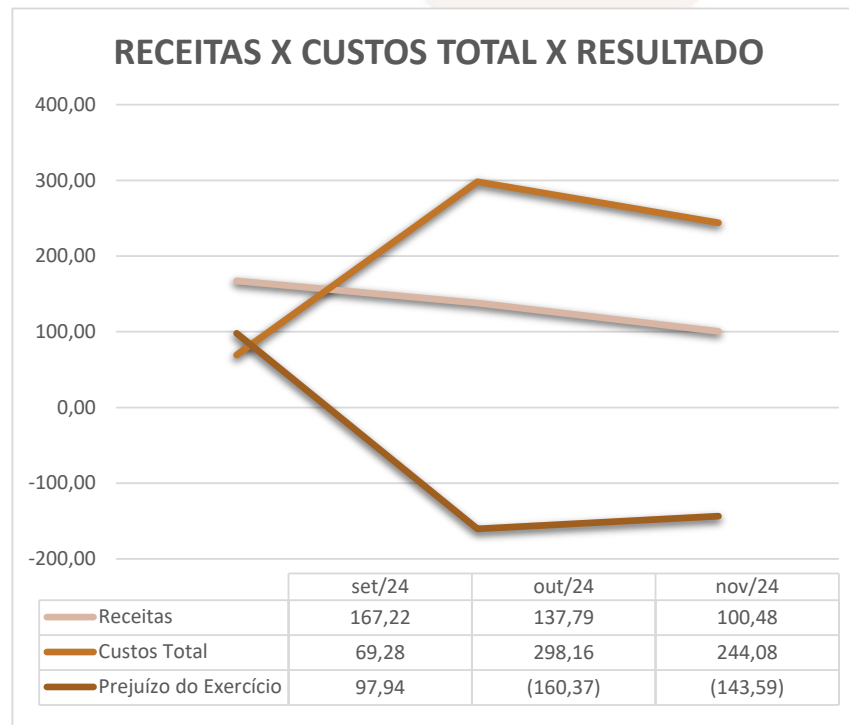 RECEITAS X CUSTOS TOTAL X RESULTADO
400,00
300,00
200,00
100,00
0,00
-100,00
-200,00
set/24 out/24 nov/24
Receitas 167,22 137,79 100,48
Custos Total 69,28 298,16 244,08
Prejuízo do Exercício 97,94 (160,37) (143,59)